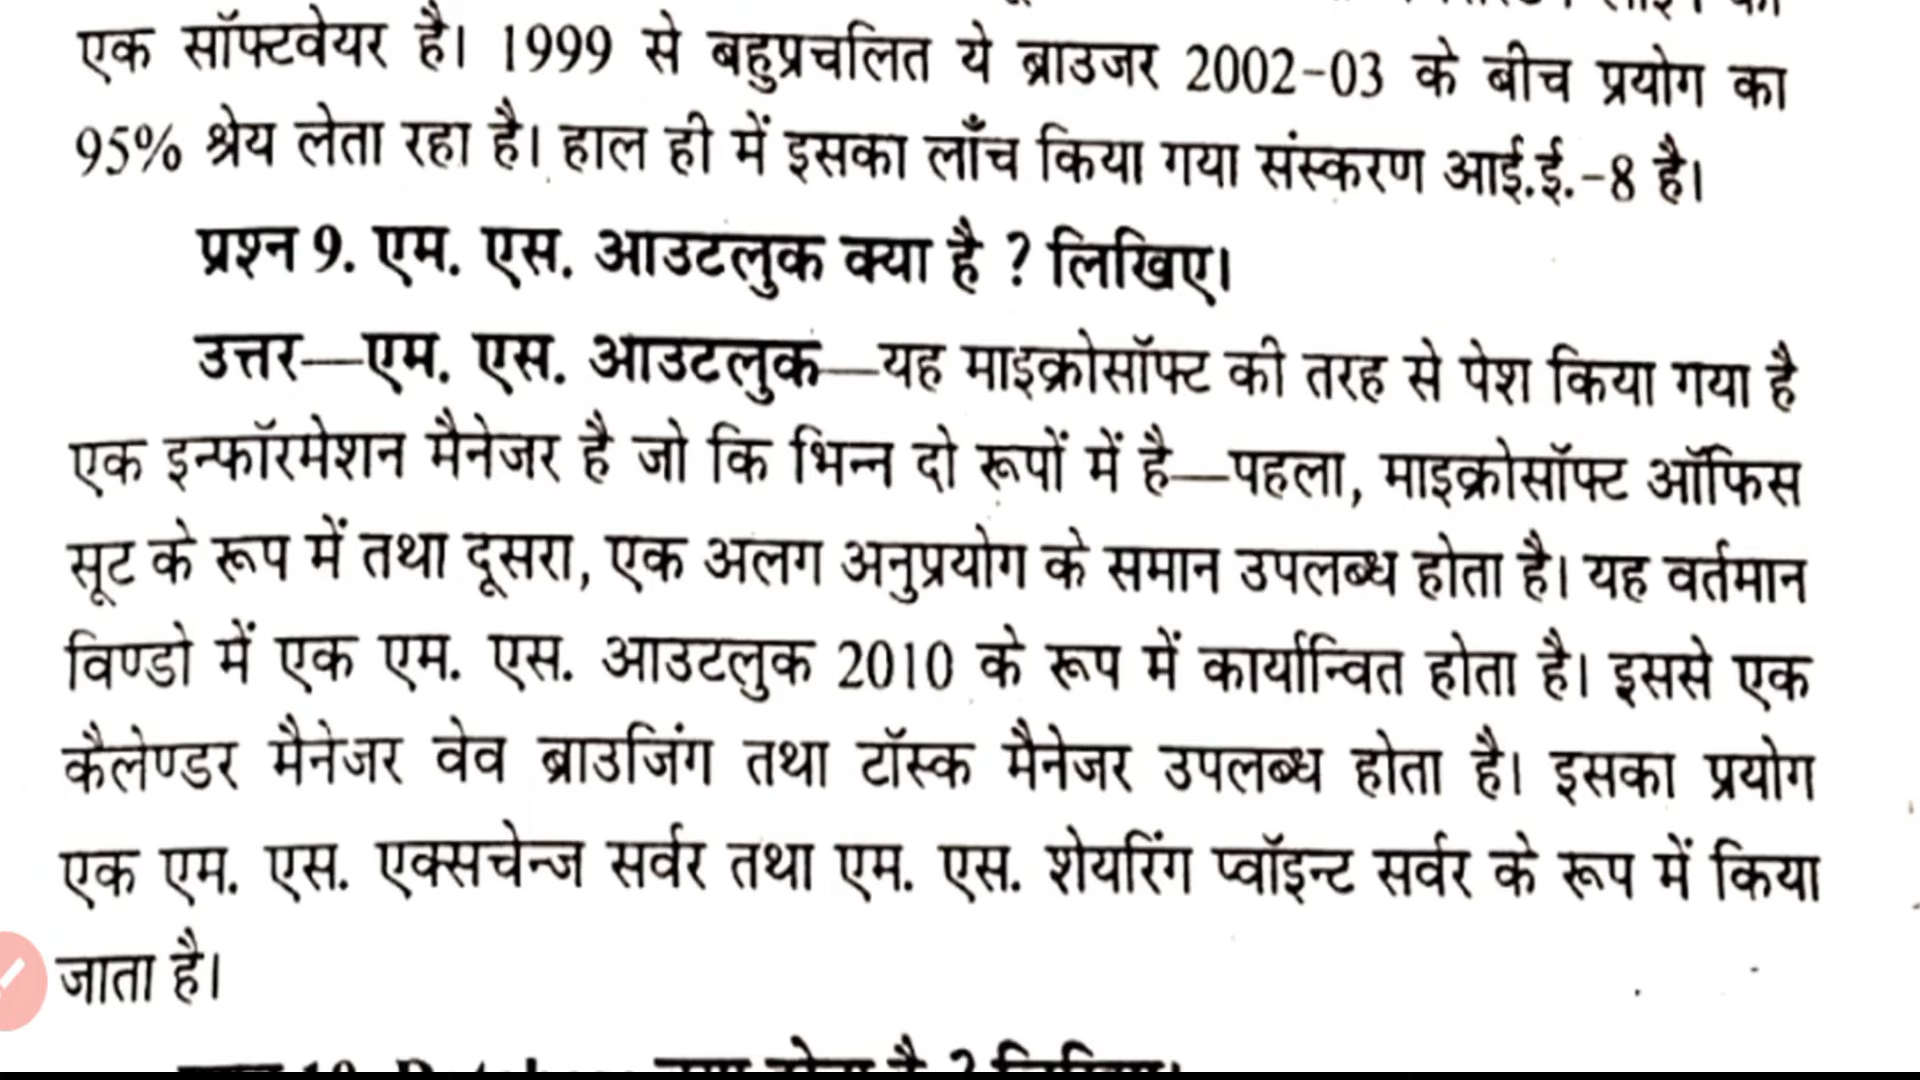 एक सॉफ्टवेयर है। 1999 से बहुप्रचलित ये ब्राउजर 2002-03 के बीच प्रयोग का
95% श्रेय लेता रहा है। हाल ही में इसका लाँच किया गया संस्करण आई.ई.-8 है।
प्रश्न 9. एम. एस. आउटलुक क्या है ? लिखिए।
उत्तर—एम. एस. आउटलुक—यह माइक्रोसॉफ्ट की तरह से पेश किया गया है
एक इन्फॉरमेशन मैनेजर है जो कि भिन्न दो रूपों में है—पहला, माइक्रोसॉफ्ट ऑफिस
सूट के रूप में तथा दूसरा, एक अलग अनुप्रयोग के समान उपलब्ध होता है। यह वर्तमान
विण्डो में एक एम. एस. आउटलुक 2010 के रूप में कार्यान्वित होता है। इससे एक
कैलेण्डर मैनेजर वेव ब्राउजिंग तथा टॉस्क मैनेजर उपलब्ध होता है। इसका प्रयोग
एक एम. एस. एक्सचेन्ज सर्वर तथा एम. एस. शेयरिंग प्वॉइन्ट सर्वर के रूप में किया
जाता है।